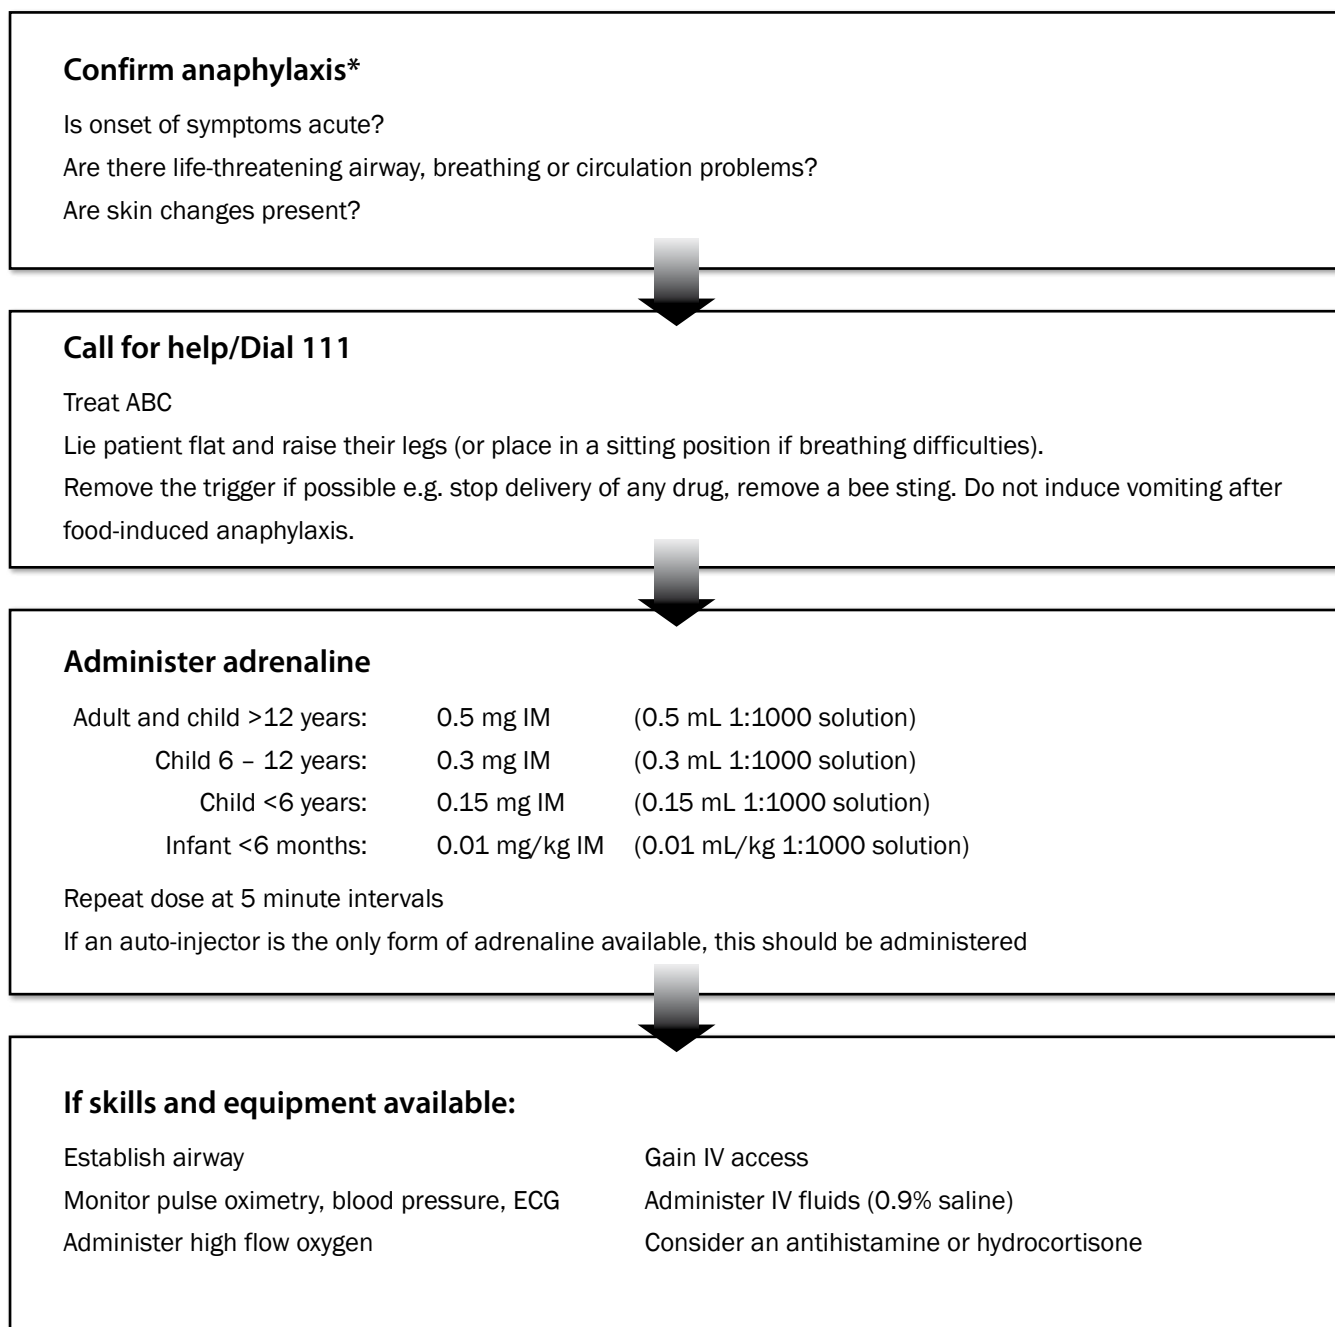 Confirm anaphylaxis*
Is onset of symptoms acute?
Are there life-threatening airway, breathing or circulation problems?
Are skin changes present?
Call for help/Dial 111
Treat ABC
Lie patient flat and raise their legs (or place in a sitting position if breathing difficulties).
Remove the trigger if possible e.g. stop delivery of any drug, remove a bee sting. Do not induce vomiting after
food-induced anaphylaxis.
Administer adrenaline
Adult and child >12 years: 0.5 mg IM (0.5 mL 1:1000 solution)
Child 6 – 12 years: 0.3 mg IM (0.3 mL 1:1000 solution)
Child <6 years: 0.15 mg IM (0.15 mL 1:1000 solution)
Infant <6 months: 0.01 mg/kg IM (0.01 mL/kg 1:1000 solution)
Repeat dose at 5 minute intervals
If an auto-injector is the only form of adrenaline available, this should be administered
If skills and equipment available:
Establish airway
Monitor pulse oximetry, blood pressure, ECG
Administer high flow oxygen
Gain IV access
Administer IV fluids (0.9% saline)
Consider an antihistamine or hydrocortisone